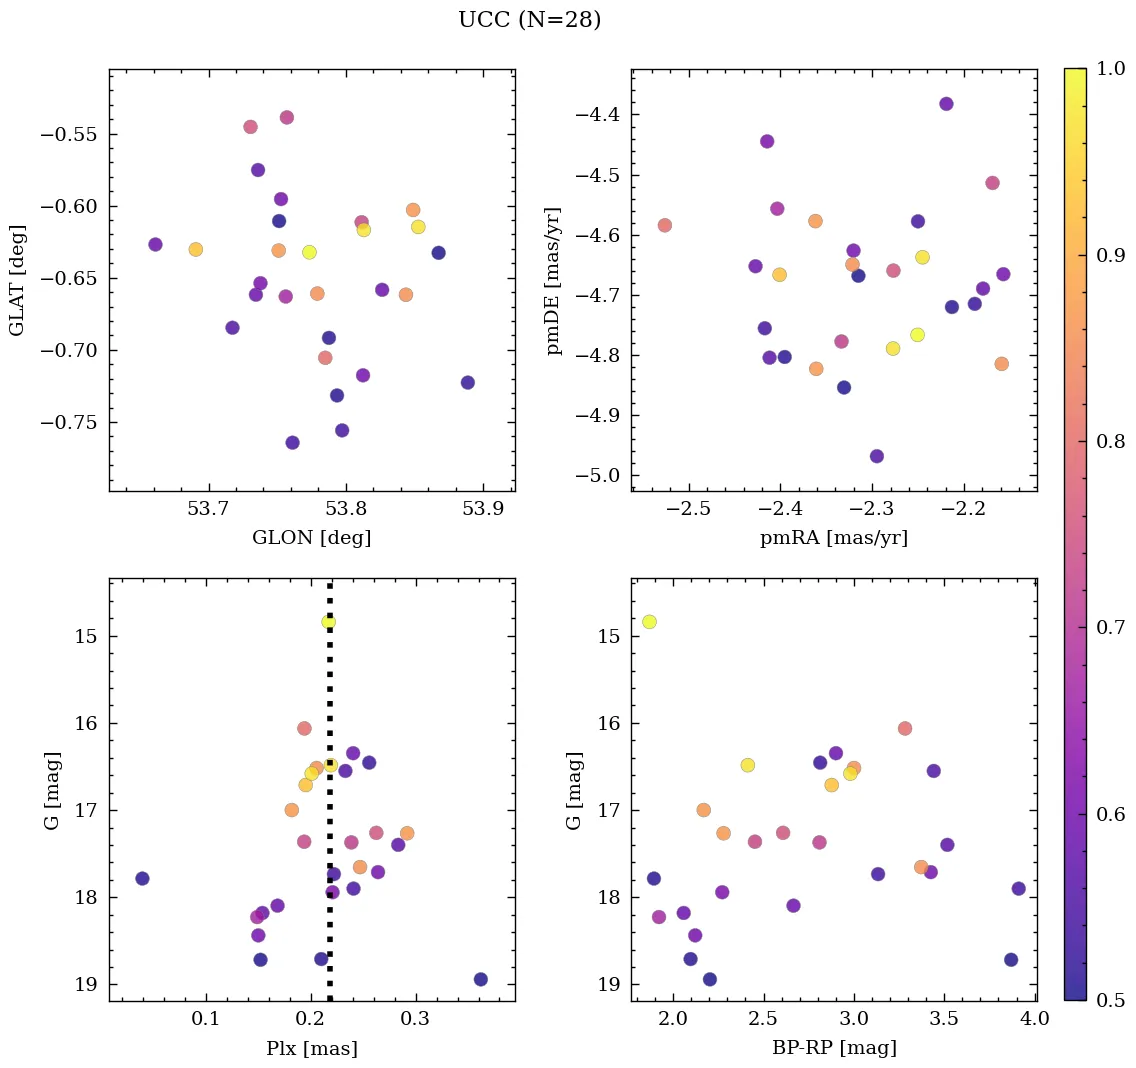 UCC (N=28)
−0.55
−0.60
−0.65
−0.70
−0.75
GLAT [deg]
53.7 53.8 53.9
GLON [deg]
−4.4
−4.5
−4.6
−4.7
−4.8
−4.9
−5.0
pmDE [mas/yr]
−2.5 −2.4 −2.3 −2.2
pmRA [mas/yr]
15
16
17
18
19
G [mag]
0.1 0.2 0.3
Plx [mas]
15
16
17
18
19
G [mag]
2.0 2.5 3.0 3.5 4.0
BP-RP [mag]
1.0
0.9
0.8
0.7
0.6
0.5